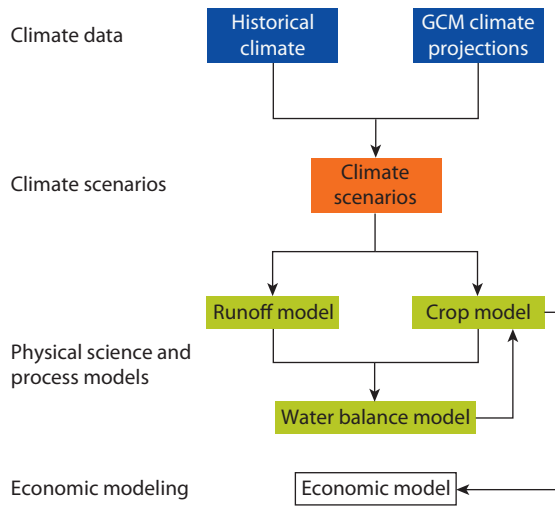 Climate data
Historical
climate
GCM climate
projections
Climate scenarios
Climate
scenarios
Runoff model
Crop model
Physical science and
process models
Water balance model
Economic modeling
Economic model